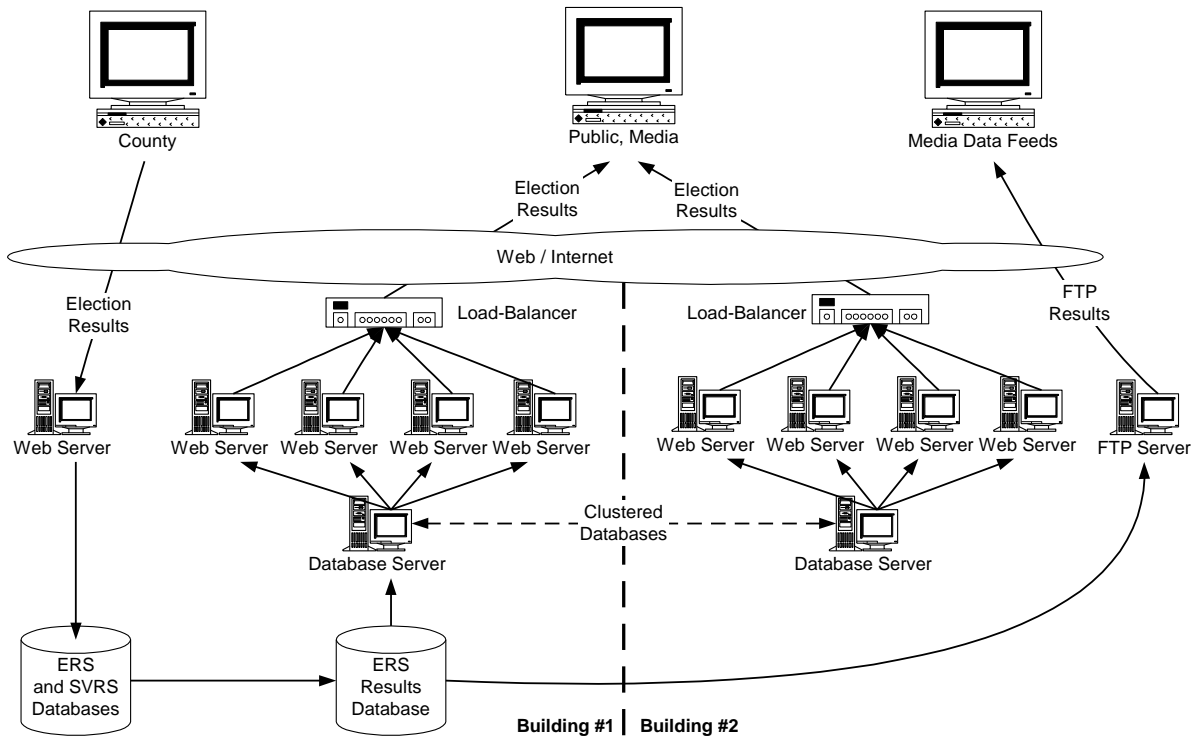 County
Public, Media
Media Data Feeds
Election
Results
Election
Results
Web / Internet
Election
Results
Load-Balancer
Load-Balancer
FTP
Results
Web Server
Web Server
Web Server
Web Server
Web Server
Web Server
Web Server
Web Server
Web Server
FTP Server
Clustered
Databases
Database Server
Database Server
ERS
and SVRS
Databases
ERS
Results
Database
Building #1
Building #2